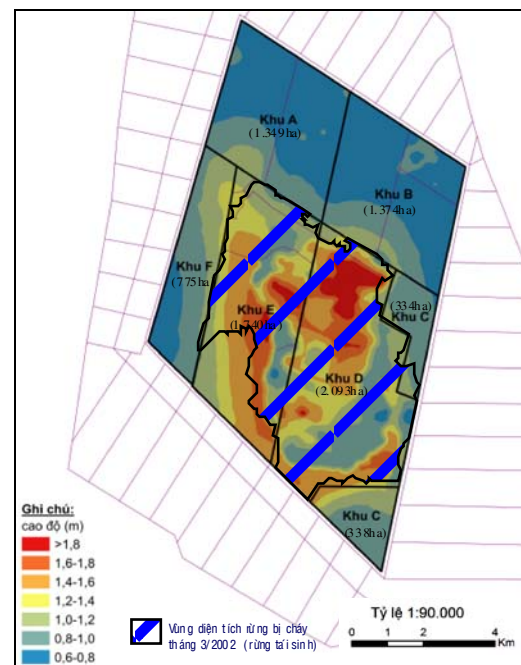 Khu A
(1.349ha)
Khu B
(1.374ha)
Khu F
(775ha
(334ha)
Khu C
Khu E
(1.740ha)
Khu D
(2.093ha)
Khu C
(338ha)
Ghi chú:
cao độ (m)
>1,8
1,6-1,8
1,4-1,6
1,2-1,4
1,0-1,2
0,8-1,0
0,6-0,8
Vùng diện tích rừng bị cháy
tháng 3/2002 (rừng tái sinh)
Tỷ lệ 1:90.000
0 2 4
Km